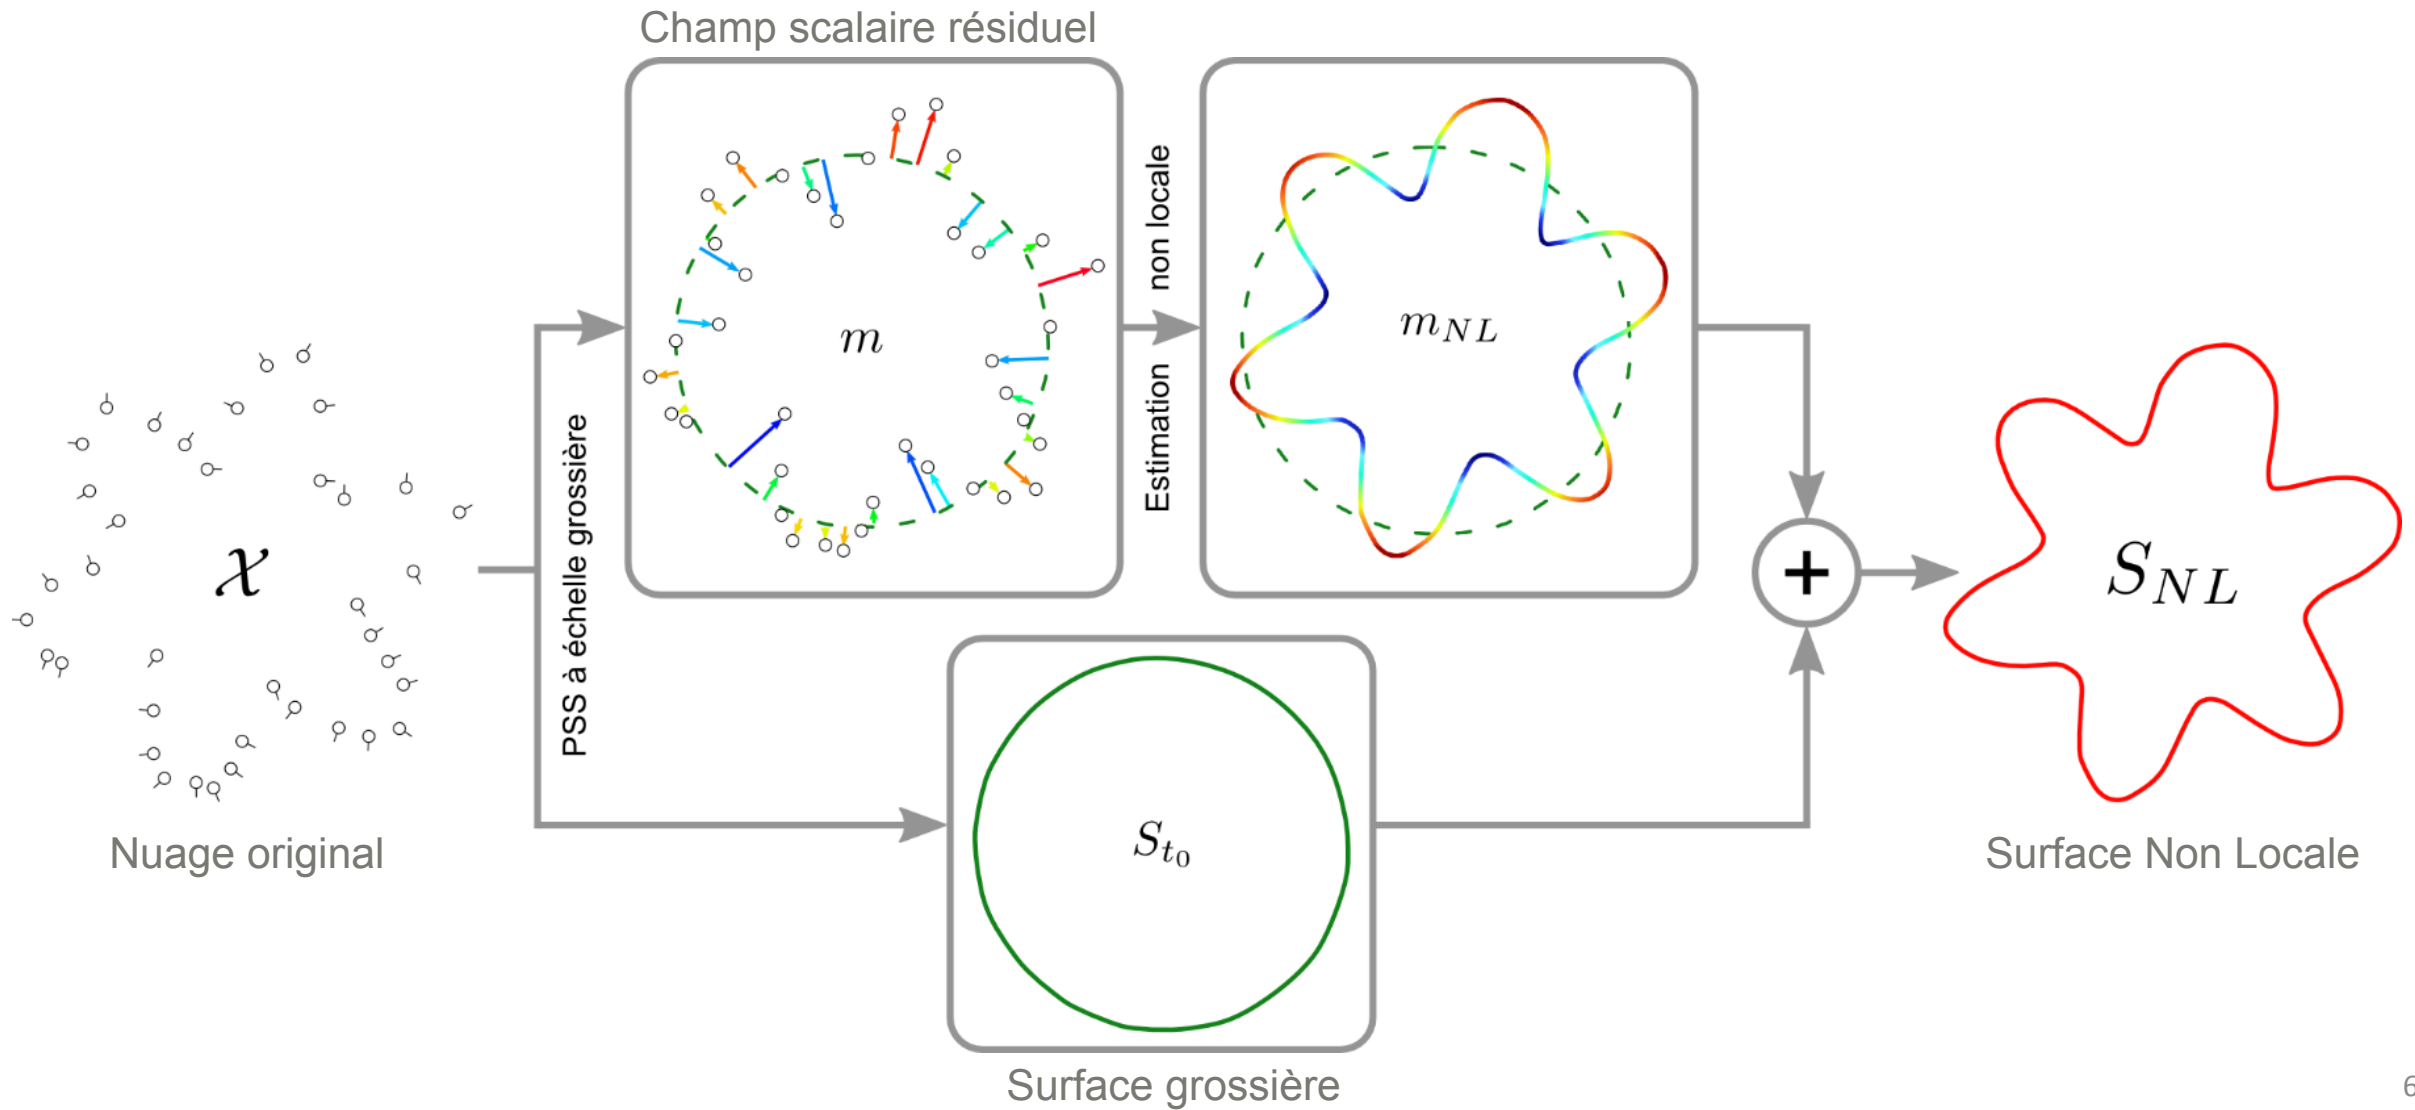 Champ scalaire résiduel
m
Estimation non locale
m_{NL}
PSS à échelle grossière
𝒳
Nuage original
S_{t_0}
Surface grossière
+
S_{NL}
Surface Non Locale
6